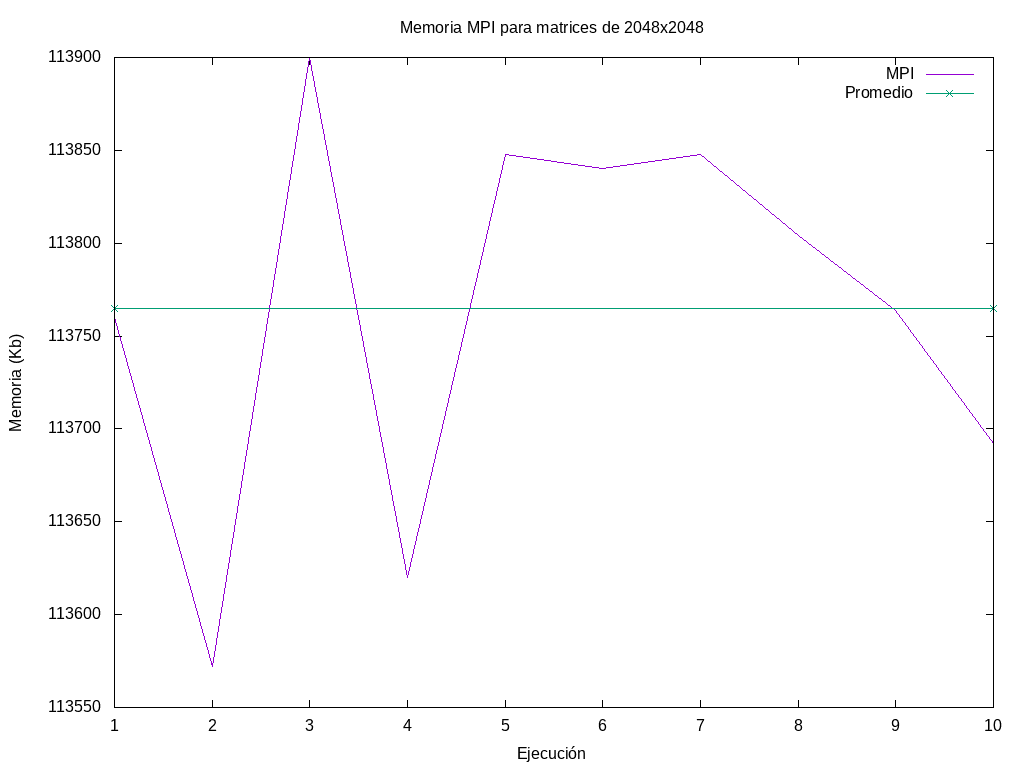 Memoria MPI para matrices de 2048x2048
113900
113850
113800
113750
113700
113650
113600
113550
Memoria (Kb)
MPI
Promedio
1 2 3 4 5 6 7 8 9 10
Ejecución